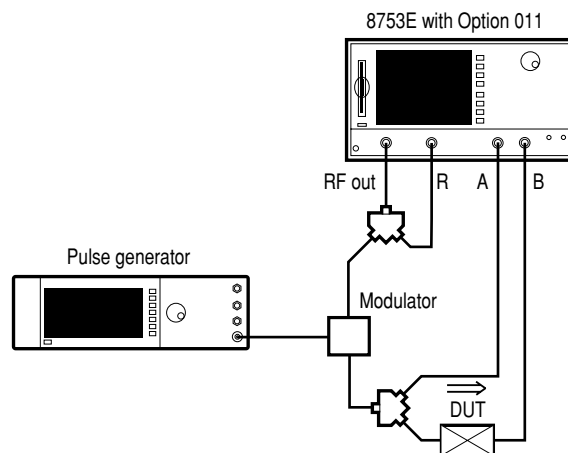 8753E with Option 011
RF out
R
A
B
Pulse generator
Modulator
DUT